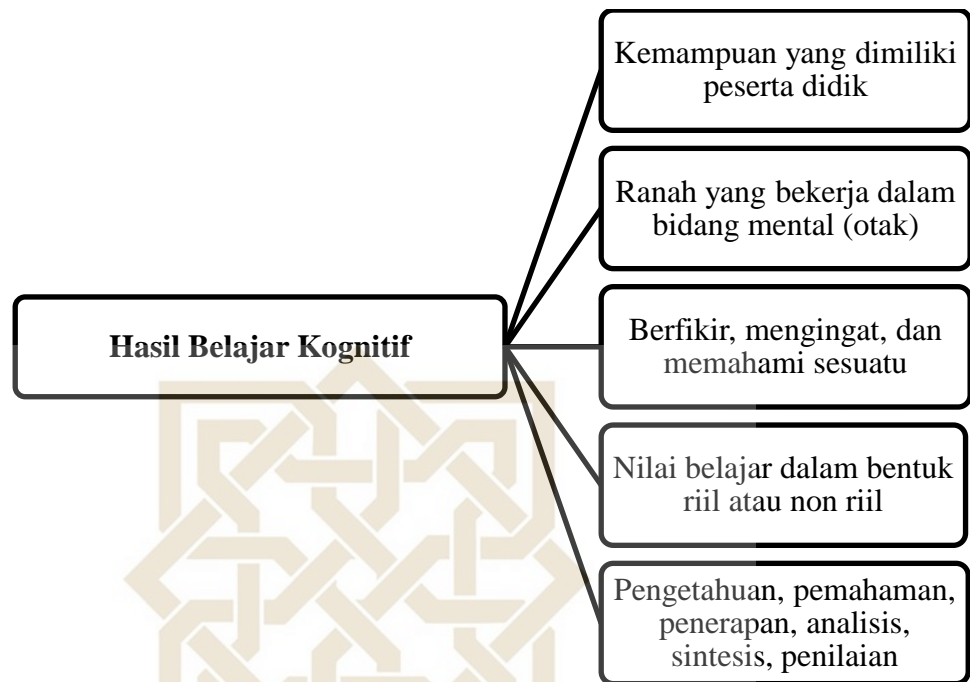 Kemampuan yang dimiliki
peserta didik
Ranah yang bekerja dalam
bidang mental (otak)
Hasil Belajar Kognitif
Berfikir, mengingat, dan
memahami sesuatu
Nilai belajar dalam bentuk
riil atau non riil
Pengetahuan, pemahaman,
penerapan, analisis,
sintesis, penilaian